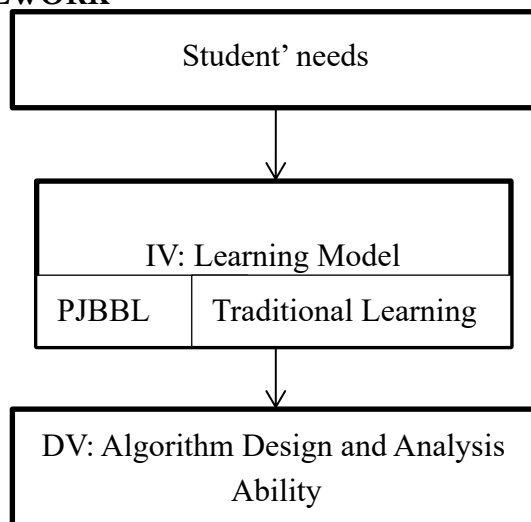 Student’ needs
IV: Learning Model
PJBBL Traditional Learning
DV: Algorithm Design and Analysis
Ability